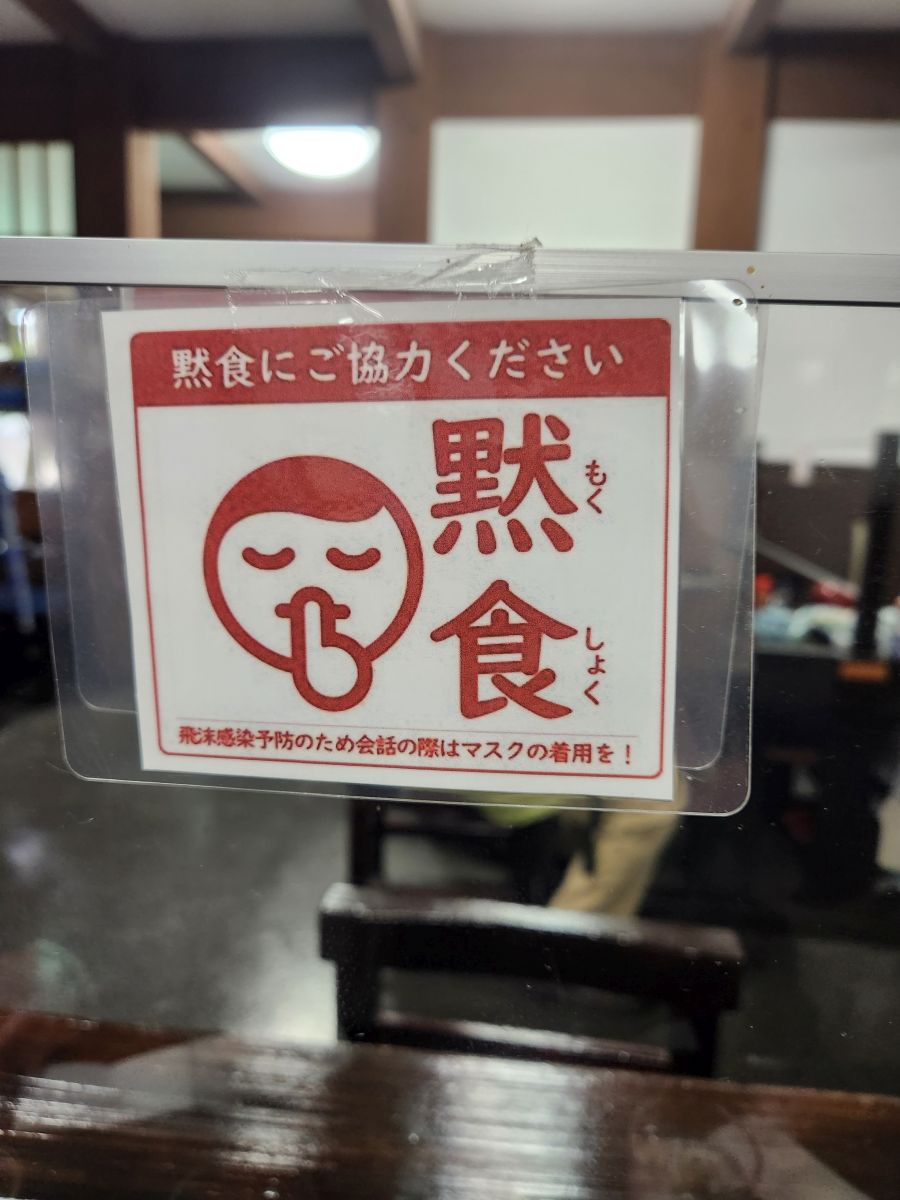 黙食にご協力ください
黙食
もくしょく
飛沫感染予防のため会話の際はマスクの着用を！